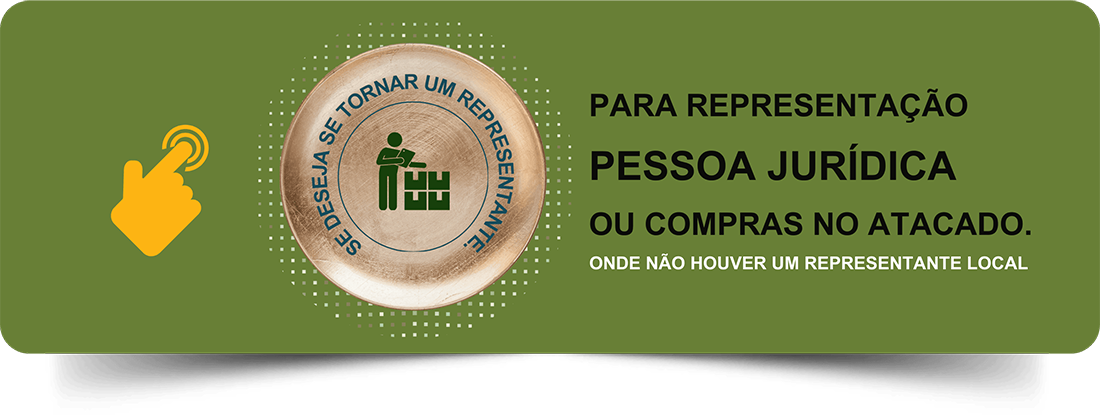 SE DESEJA SE TORNAR UM REPRESENTANTE.
PARA REPRESENTAÇÃO
PESSOA JURÍDICA
OU COMPRAS NO ATACADO.
ONDE NÃO HOUVER UM REPRESENTANTE LOCAL